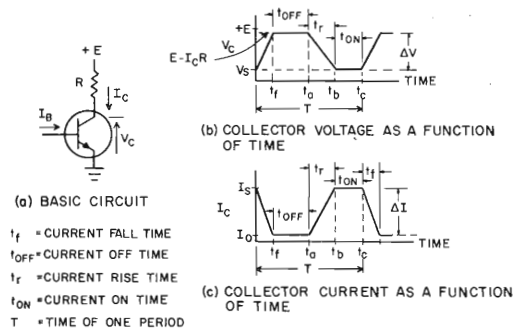 +E
R
I_C
I_B
V_C
(a) BASIC CIRCUIT
t_f = CURRENT FALL TIME
t_OFF = CURRENT OFF TIME
t_r = CURRENT RISE TIME
t_ON = CURRENT ON TIME
T = TIME OF ONE PERIOD
t_OFF
+E
t_r
V_C
t_ON
E-I_CR
ΔV
V_S
TIME
t_f t_a t_b t_c
T
(b) COLLECTOR VOLTAGE AS A FUNCTION
OF TIME
t_r t_f
I_S
t_ON
I_C
t_OFF
ΔI
I_O
TIME
t_f t_a t_b t_c
T
(c) COLLECTOR CURRENT AS A FUNCTION
OF TIME